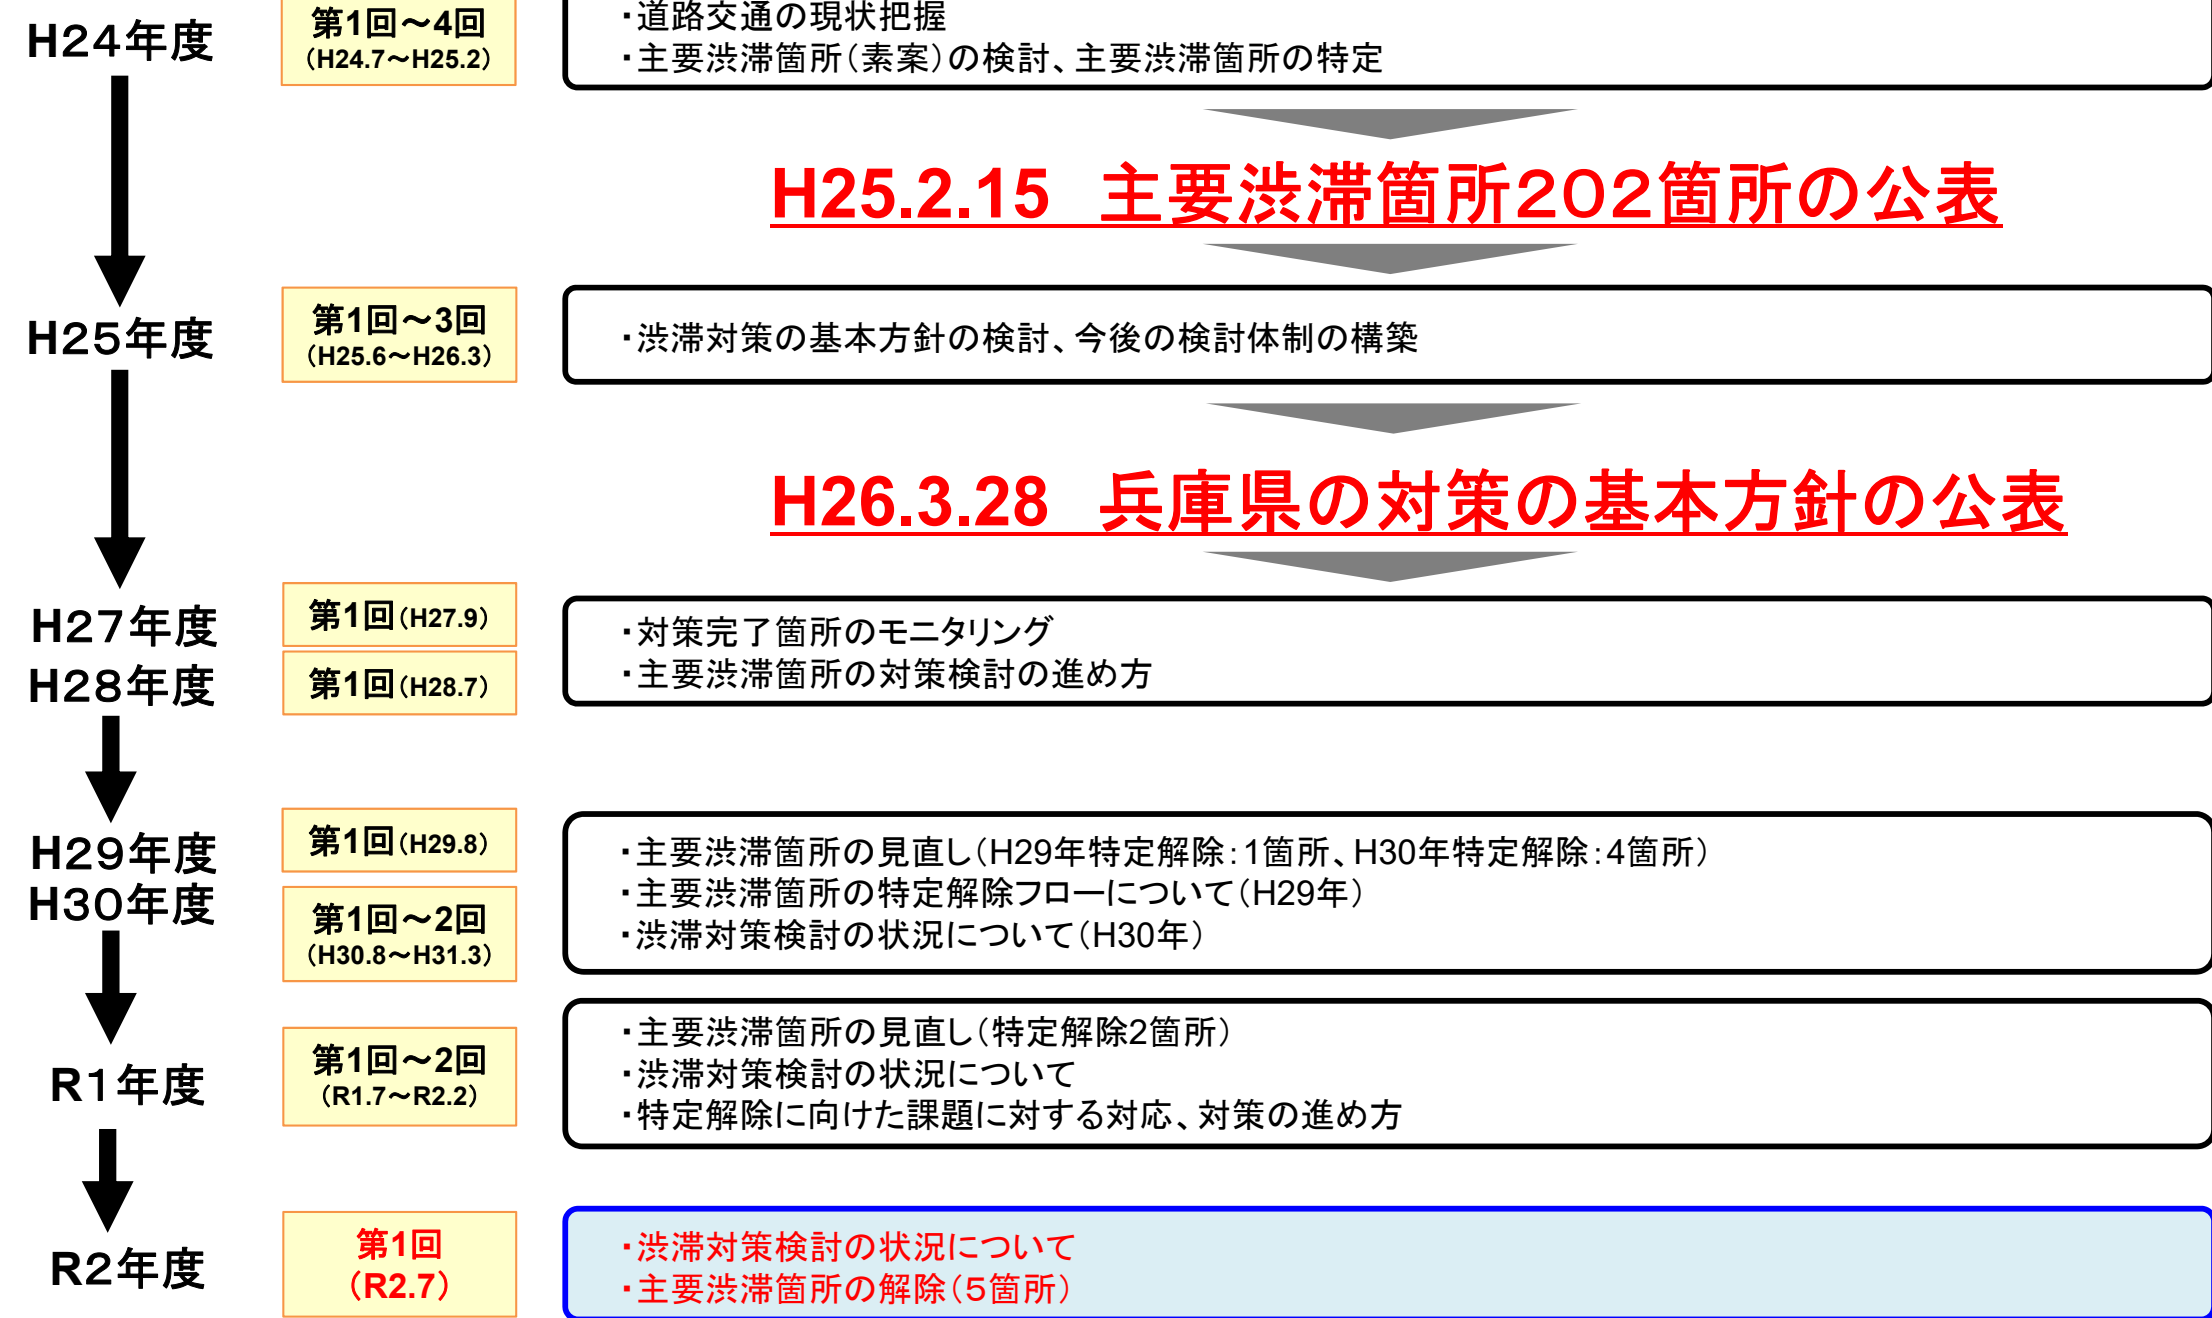 H24年度
第1回～4回
（H24.7～H25.2）
・道路交通の現状把握
・主要渋滞箇所（素案）の検討、主要渋滞箇所の特定
H25.2.15　主要渋滞箇所２０２箇所の公表
H25年度
第1回～3回
（H25.6～H26.3）
・渋滞対策の基本方針の検討、今後の検討体制の構築
H26.3.28　兵庫県の対策の基本方針の公表
H27年度
第1回（H27.9）
H28年度
第1回（H28.7）
・対策完了箇所のモニタリング
・主要渋滞箇所の対策検討の進め方
H29年度
第1回（H29.8）
H30年度
第1回～2回
（H30.8～H31.3）
・主要渋滞箇所の見直し（H29年特定解除：1箇所、H30年特定解除：4箇所）
・主要渋滞箇所の特定解除フローについて（H29年）
・渋滞対策検討の状況について（H30年）
R1年度
第1回～2回
（R1.7～R2.2）
・主要渋滞箇所の見直し（特定解除2箇所）
・渋滞対策検討の状況について
・特定解除に向けた課題に対する対応、対策の進め方
R2年度
第1回
（R2.7）
・渋滞対策検討の状況について
・主要渋滞箇所の解除（５箇所）